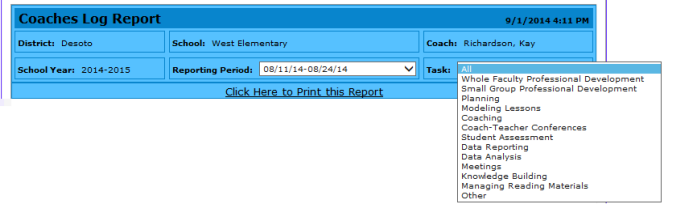 Coaches Log Report 9/1/2014 4:11 PM
District: Desoto School: West Elementary Coach: Richardson, Kay
School Year: 2014-2015 Reporting Period: 08/11/14-08/24/14 Task: All
Whole Faculty Professional Development
Small Group Professional Development
Planning
Modeling Lessons
Coaching
Coach-Teacher Conferences
Student Assessment
Data Reporting
Data Analysis
Meetings
Knowledge Building
Managing Reading Materials
Other
Click Here to Print this Report